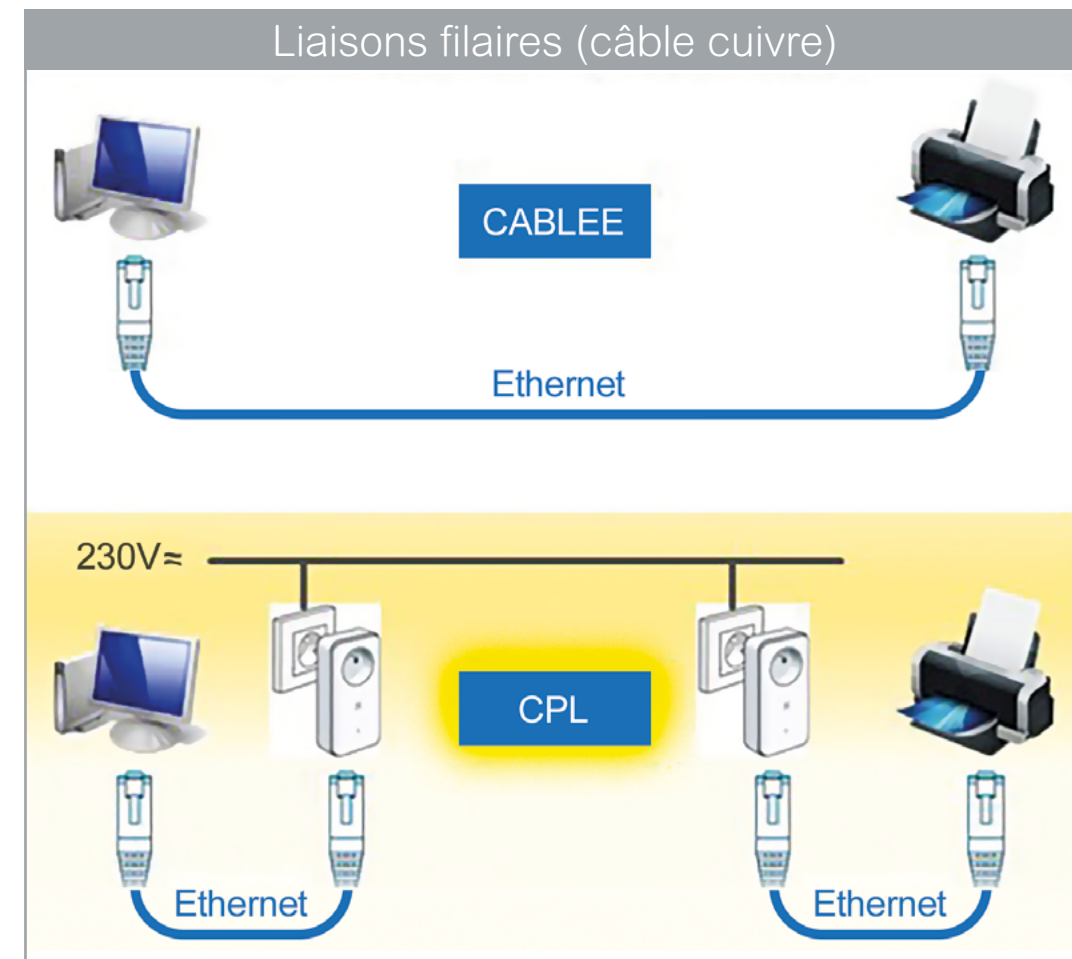 Liaisons filaires (câble cuivre)
CABLEE
Ethernet
230V≂
CPL
Ethernet
Ethernet